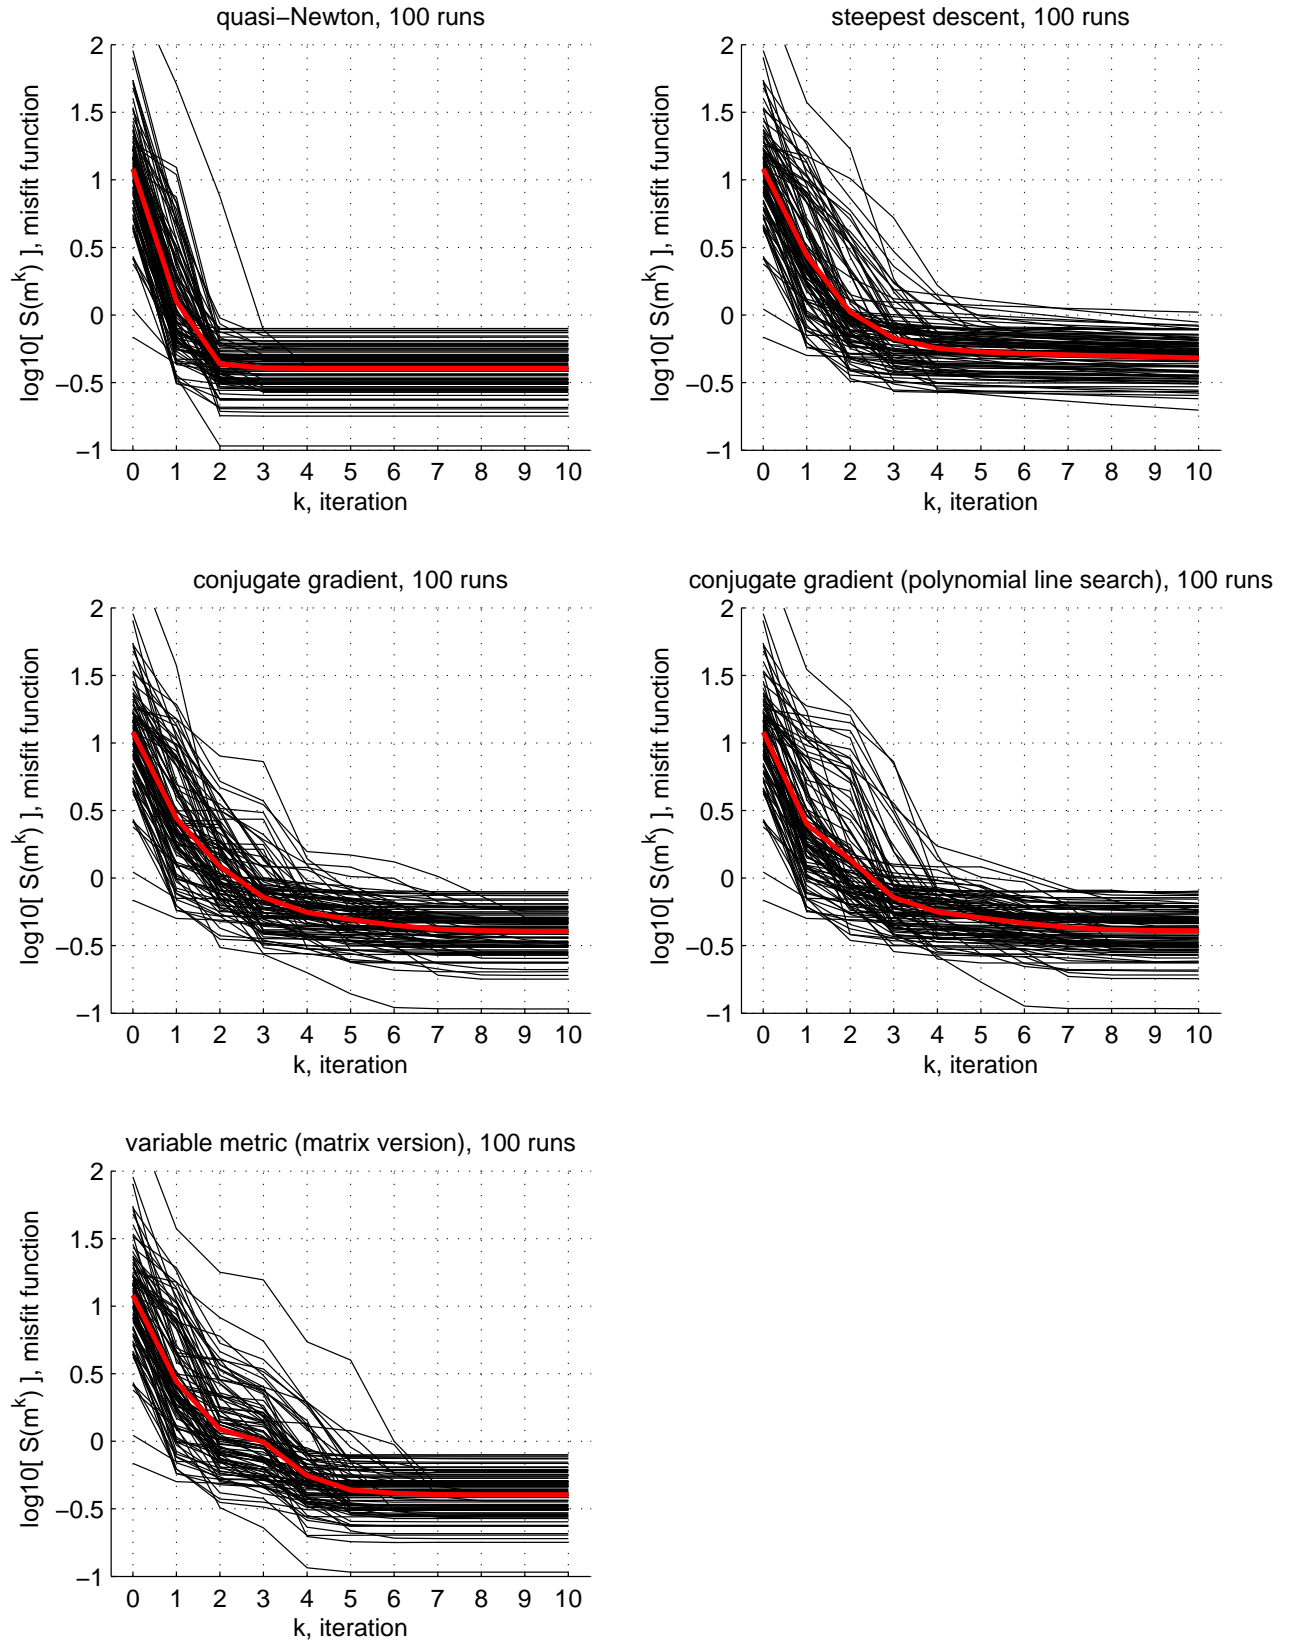 quasi−Newton, 100 runs
2
1.5
1
0.5
0
−0.5
−1
log10[ S(m^k) ], misfit function
0 1 2 3 4 5 6 7 8 9 10
k, iteration
steepest descent, 100 runs
2
1.5
1
0.5
0
−0.5
−1
log10[ S(m^k) ], misfit function
0 1 2 3 4 5 6 7 8 9 10
k, iteration
conjugate gradient, 100 runs
2
1.5
1
0.5
0
−0.5
−1
log10[ S(m^k) ], misfit function
0 1 2 3 4 5 6 7 8 9 10
k, iteration
conjugate gradient (polynomial line search), 100 runs
2
1.5
1
0.5
0
−0.5
−1
log10[ S(m^k) ], misfit function
0 1 2 3 4 5 6 7 8 9 10
k, iteration
variable metric (matrix version), 100 runs
2
1.5
1
0.5
0
−0.5
−1
log10[ S(m^k) ], misfit function
0 1 2 3 4 5 6 7 8 9 10
k, iteration